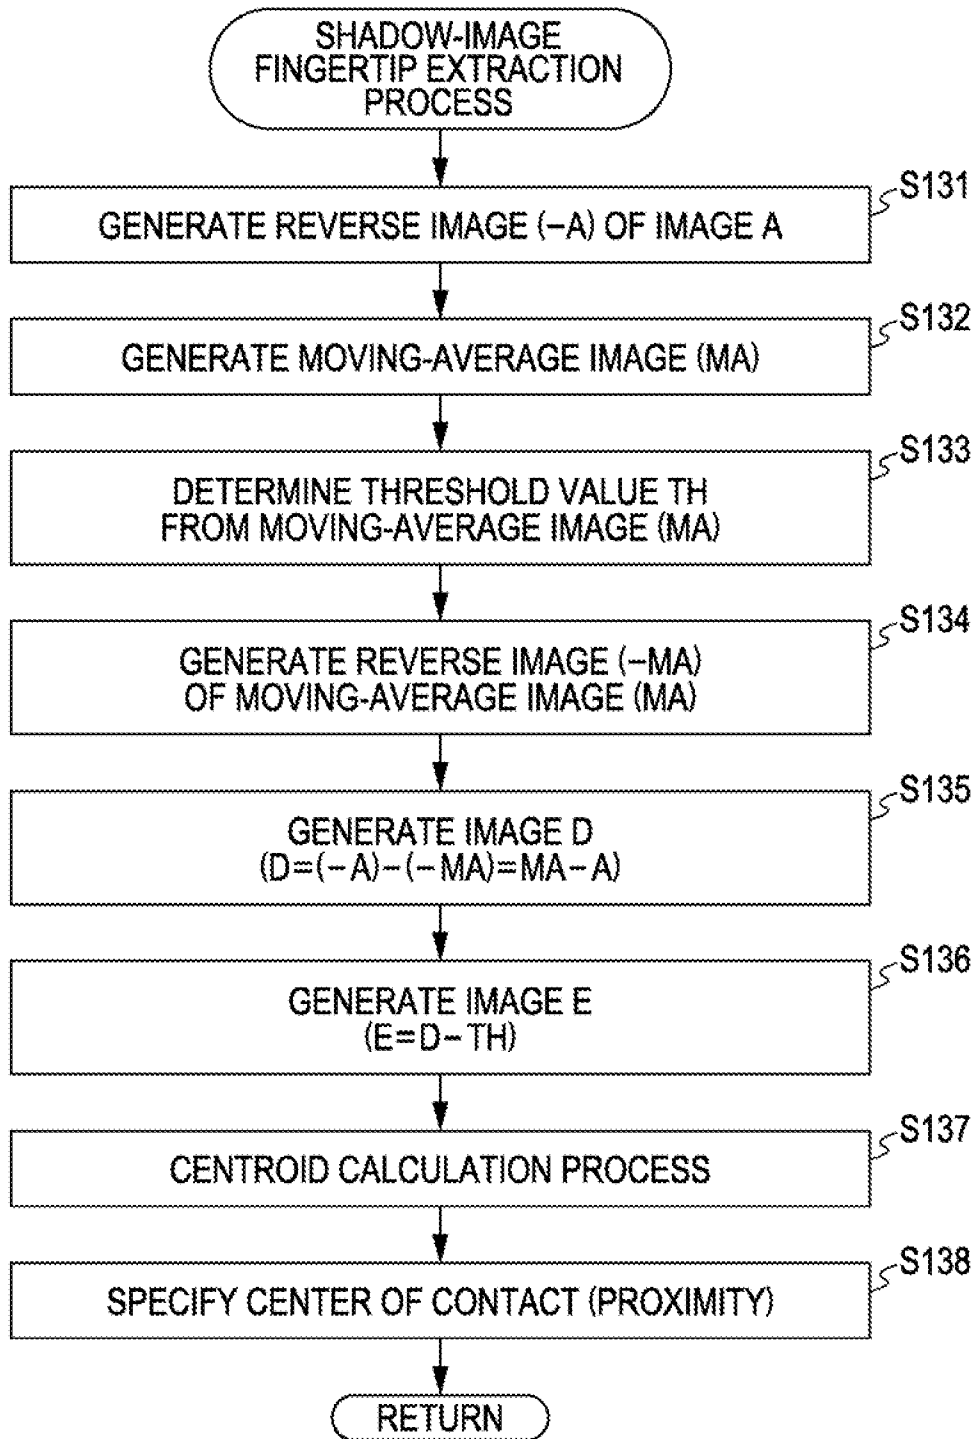 SHADOW-IMAGE
FINGERTIP EXTRACTION
PROCESS
S131
GENERATE REVERSE IMAGE (−A) OF IMAGE A
S132
GENERATE MOVING-AVERAGE IMAGE (MA)
S133
DETERMINE THRESHOLD VALUE TH
FROM MOVING-AVERAGE IMAGE (MA)
S134
GENERATE REVERSE IMAGE (−MA)
OF MOVING-AVERAGE IMAGE (MA)
S135
GENERATE IMAGE D
(D=(−A)−(−MA)=MA−A)
S136
GENERATE IMAGE E
(E=D−TH)
S137
CENTROID CALCULATION PROCESS
S138
SPECIFY CENTER OF CONTACT (PROXIMITY)
RETURN